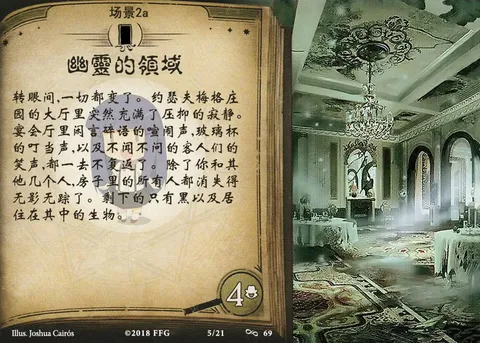 场景2a
幽靈的領域
转眼间,一切都变了。约瑟夫梅格庄
园的大厅里突然充满了压抑的寂静。
宴会厅里闲言碎语的喧闹声,玻璃杯
的叮当声,以及不闻不问的客人们的
笑声,都一去不复返了。除了你和其
他几个人,房子里的所有人都消失得
无影无踪了。剩下的只有黑以及居
住在其中的生物。
4
Illus. Joshua Cairós
©2018 FFG
5/21
69